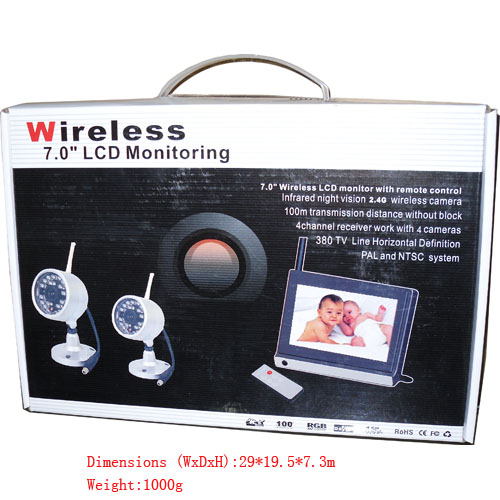 Wireless
7.0" LCD Monitoring
7.0" Wireless LCD monitor with remote control
Infrared night vision 2.4G wireless camera
100m transmission distance without block
4channel receiver work with 4 cameras
380 TV Line Horizontal Definition
PAL and NTSC system
100 RGB RoHS CE FC
Dimensions (WxDxH):29*19.5*7.3m
Weight:1000g